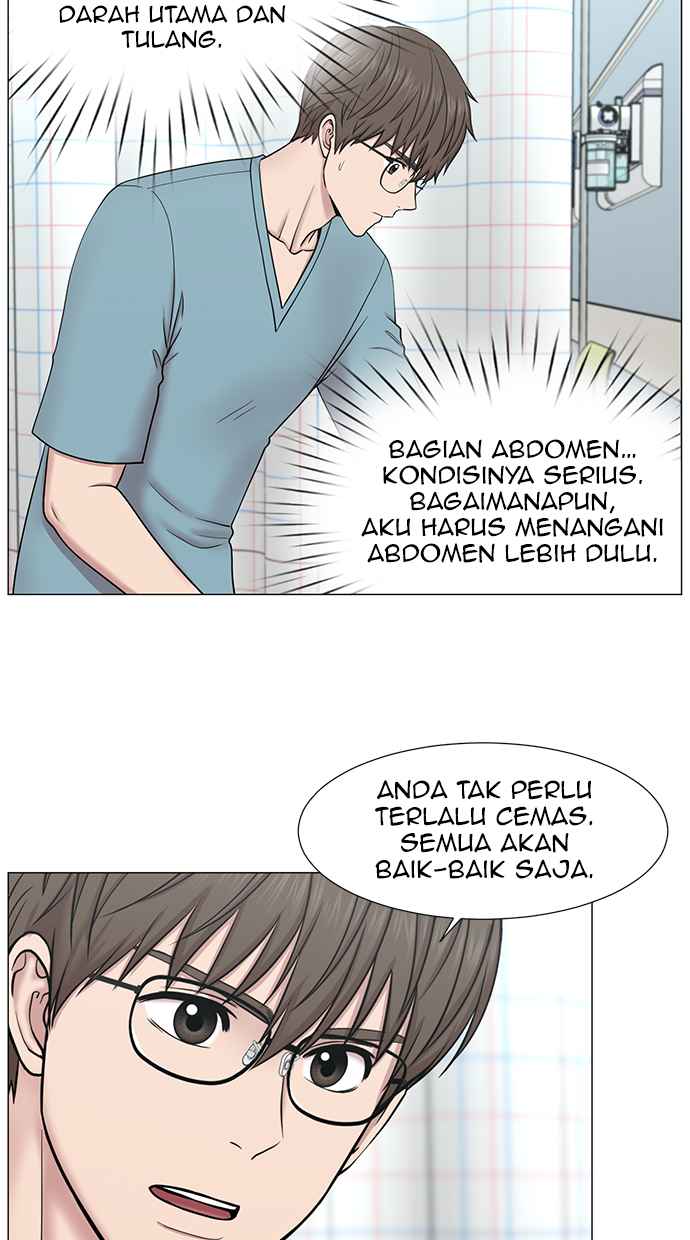 DARAH UTAMA DAN
TULANG.
BAGIAN ABDOMEN...
KONDISINYA SERIUS.
BAGAIMANAPUN,
AKU HARUS MENANGANI
ABDOMEN LEBIH DULU.
ANDA TAK PERLU
TERLALU CEMAS.
SEMUA AKAN
BAIK-BAIK SAJA.